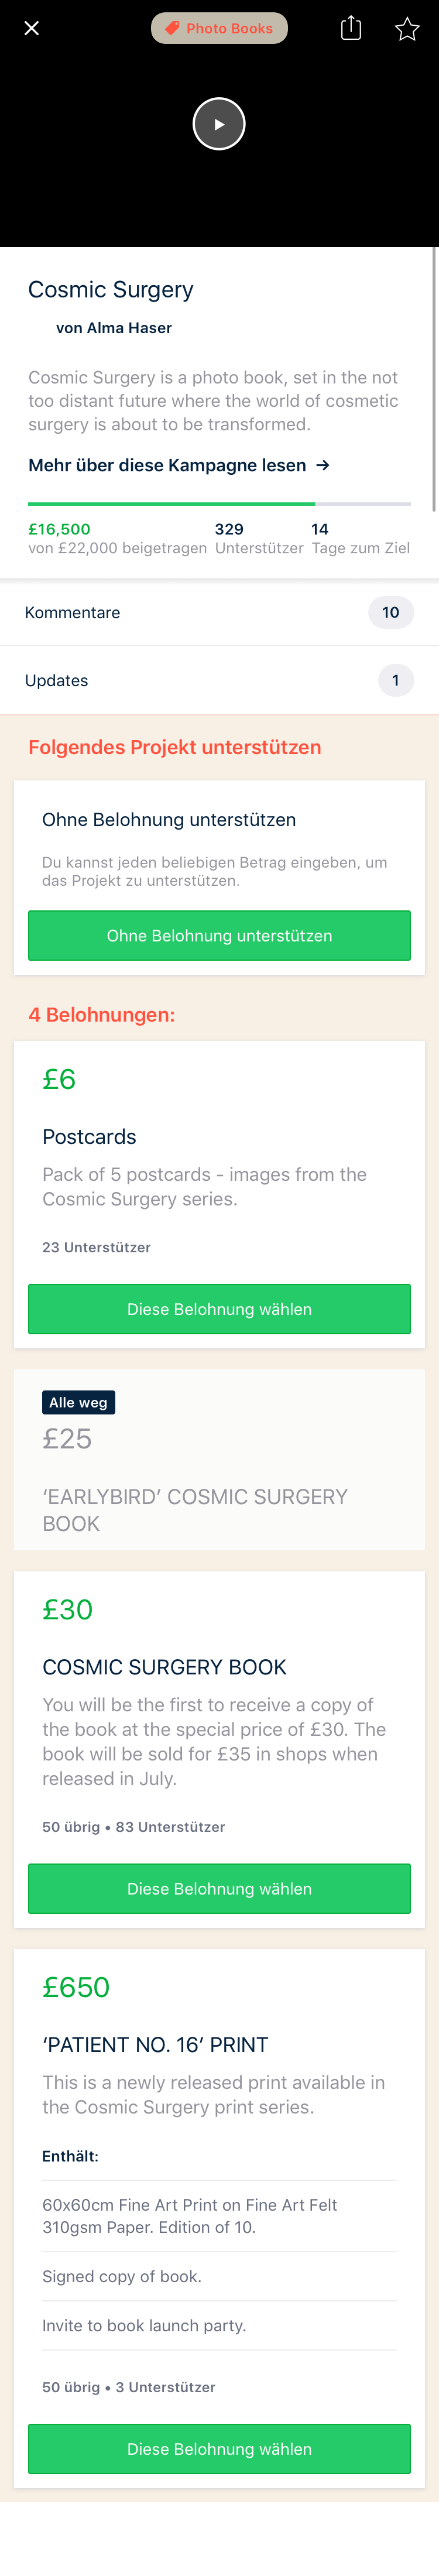 Photo Books
Cosmic Surgery
von Alma Haser
Cosmic Surgery is a photo book, set in the not
too distant future where the world of cosmetic
surgery is about to be transformed.
Mehr über diese Kampagne lesen →
£16,500 329 14
von £22,000 beigetragen Unterstützer Tage zum Ziel
Kommentare 10
Updates 1
Folgendes Projekt unterstützen
Ohne Belohnung unterstützen
Du kannst jeden beliebigen Betrag eingeben, um
das Projekt zu unterstützen.
Ohne Belohnung unterstützen
4 Belohnungen:
£6
Postcards
Pack of 5 postcards - images from the
Cosmic Surgery series.
23 Unterstützer
Diese Belohnung wählen
Alle weg
£25
‘EARLYBIRD’ COSMIC SURGERY
BOOK
£30
COSMIC SURGERY BOOK
You will be the first to receive a copy of
the book at the special price of £30. The
book will be sold for £35 in shops when
released in July.
50 übrig • 83 Unterstützer
Diese Belohnung wählen
£650
‘PATIENT NO. 16’ PRINT
This is a newly released print available in
the Cosmic Surgery print series.
Enthält:
60x60cm Fine Art Print on Fine Art Felt
310gsm Paper. Edition of 10.
Signed copy of book.
Invite to book launch party.
50 übrig • 3 Unterstützer
Diese Belohnung wählen